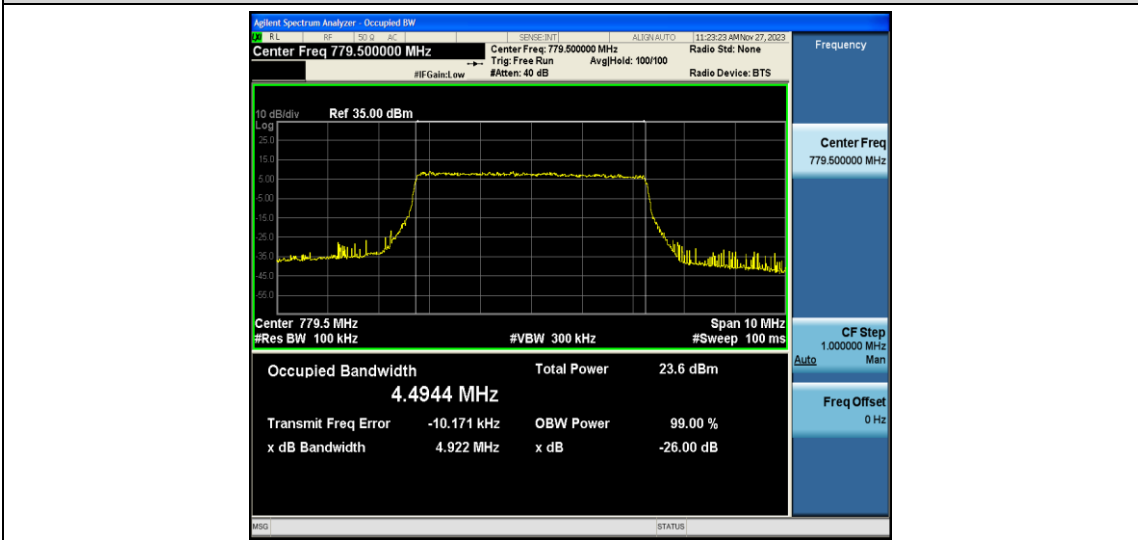 Agilent Spectrum Analyzer - Occupied BW
LXI RL RF 50 Ω AC SENSE:INT ALIGNAUTO 11:23:23 AM Nov 27, 2023
Center Freq 779.500000 MHz
Center Freq: 779.500000 MHz
Radio Std: None
Trig: Free Run
Avg|Hold: 100/100
#IFGain:Low
#Atten: 40 dB
Radio Device: BTS
10 dB/div
Ref 35.00 dBm
Log
25.0
15.0
5.00
-5.00
-15.0
-25.0
-35.0
-45.0
-55.0
Center 779.5 MHz
Span 10 MHz
#Res BW 100 kHz
#VBW 300 kHz
#Sweep 100 ms
Occupied Bandwidth
Total Power 23.6 dBm
4.4944 MHz
Transmit Freq Error -10.171 kHz
OBW Power 99.00 %
x dB Bandwidth 4.922 MHz
x dB -26.00 dB
MSG
STATUS
Frequency
Center Freq
779.500000 MHz
CF Step
1.000000 MHz
Auto Man
Freq Offset
0 Hz